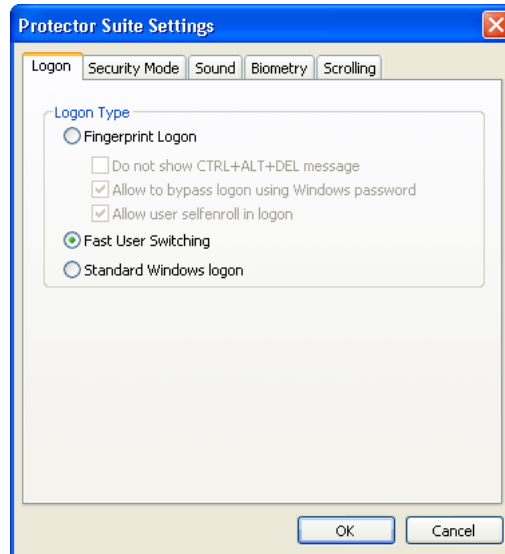 Protector Suite Settings
Logon Security Mode Sound Biometry Scrolling
Logon Type
Fingerprint Logon
Do not show CTRL+ALT+DEL message
Allow to bypass logon using Windows password
Allow user selfenroll in logon
Fast User Switching
Standard Windows logon
OK Cancel